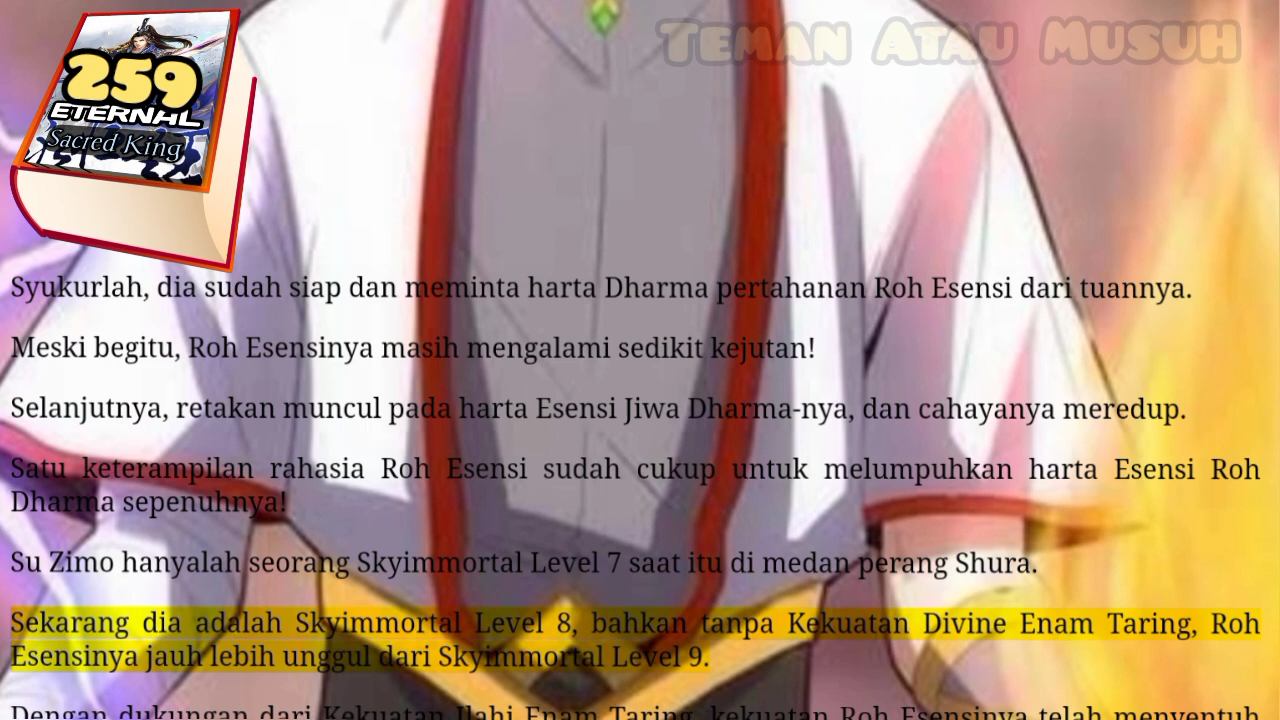 Teman Atau Musuh
259
ETERNAL
Sacred King
Syukurlah, dia sudah siap dan meminta harta Dharma pertahanan Roh Esensi dari tuannya.
Meski begitu, Roh Esensinya masih mengalami sedikit kejutan!
Selanjutnya, retakan muncul pada harta Esensi Jiwa Dharma-nya, dan cahayanya meredup.
Satu keterampilan rahasia Roh Esensi sudah cukup untuk melumpuhkan harta Esensi Roh
Dharma sepenuhnya!
Su Zimo hanyalah seorang Skyimmortal Level 7 saat itu di medan perang Shura.
Sekarang dia adalah Skyimmortal Level 8, bahkan tanpa Kekuatan Divine Enam Taring, Roh
Esensinya jauh lebih unggul dari Skyimmortal Level 9.
Dengan dukungan dari Kekuatan Ilahi Enam Taring, kekuatan Roh Esensinya telah menyentuh